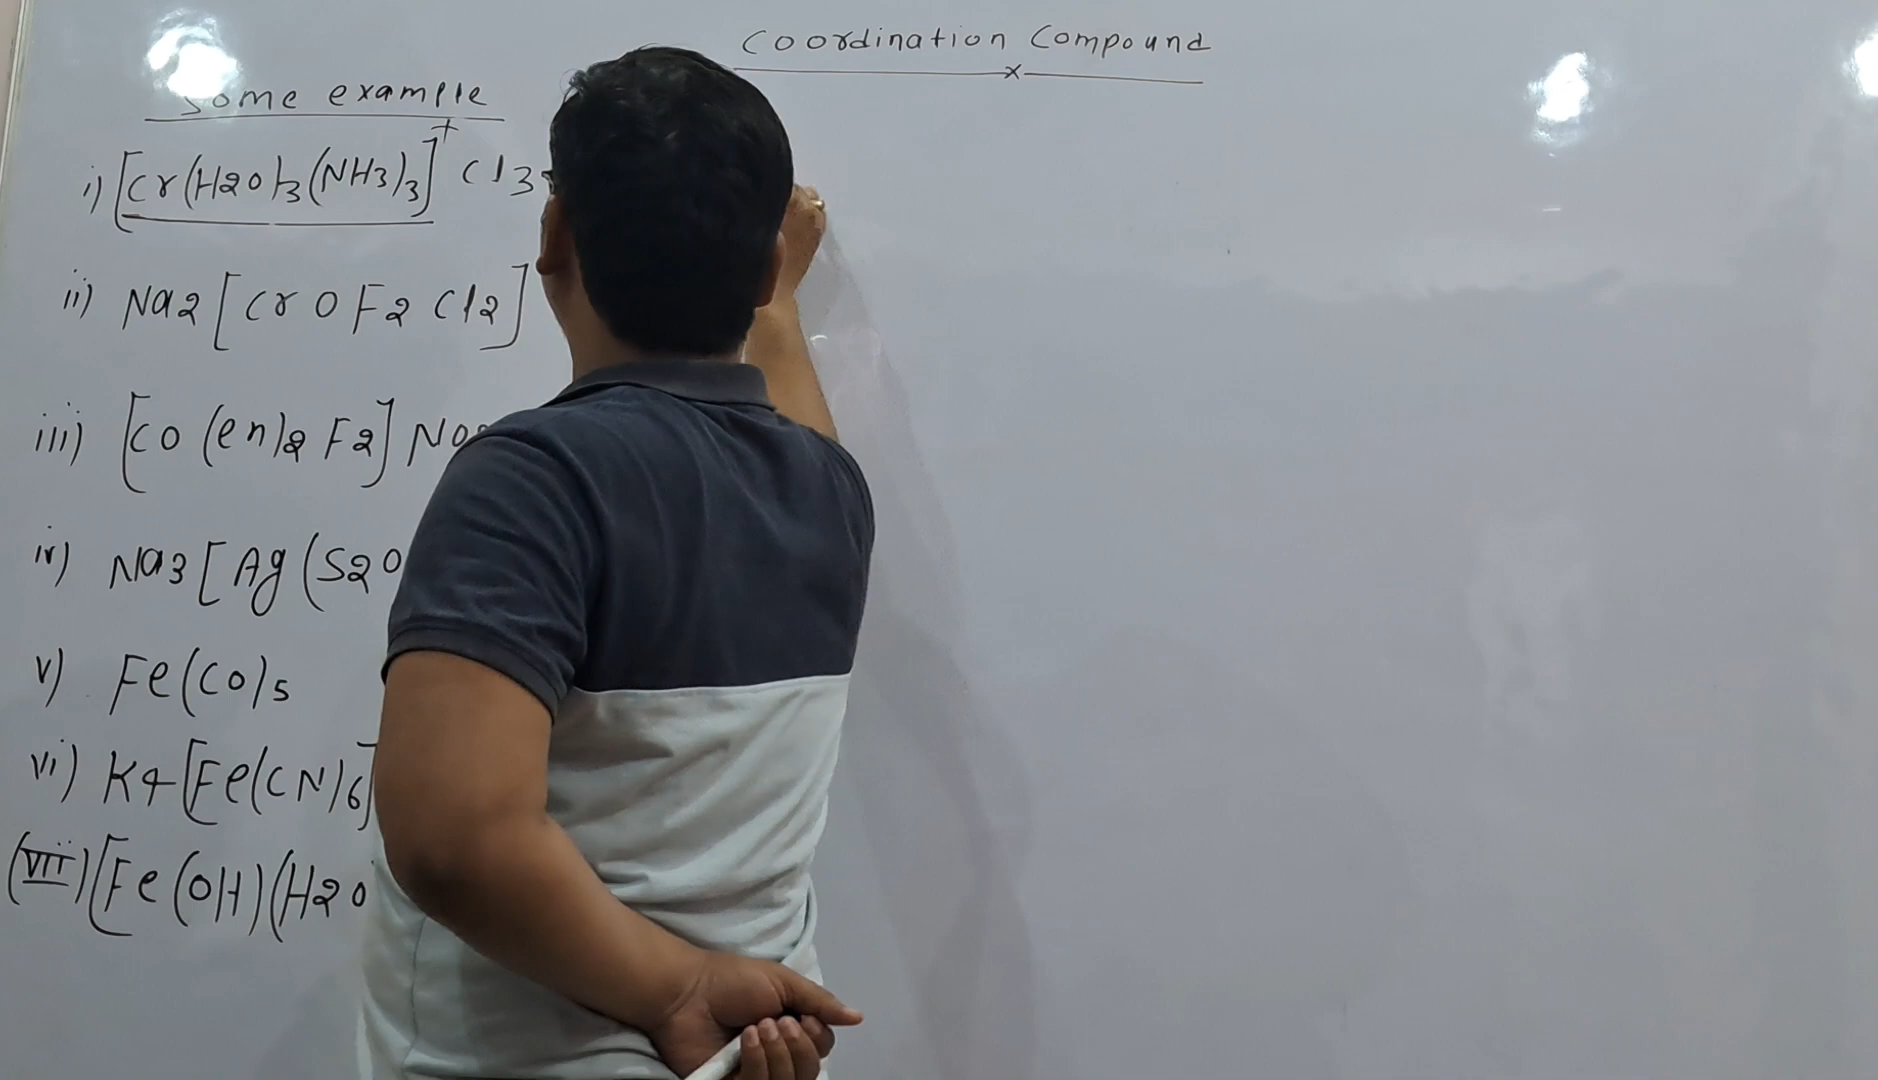 Coordination Compound
x
Some example
i) [Cr(H2O)3(NH3)3]+ Cl3
ii) Na2[CrOF2Cl2]
iii) [Co(en)2F2]NO
iv) Na3[Ag(S2O
v) Fe(CO)5
vi) K4[Fe(CN)6]
(vii) [Fe(OH)(H2O